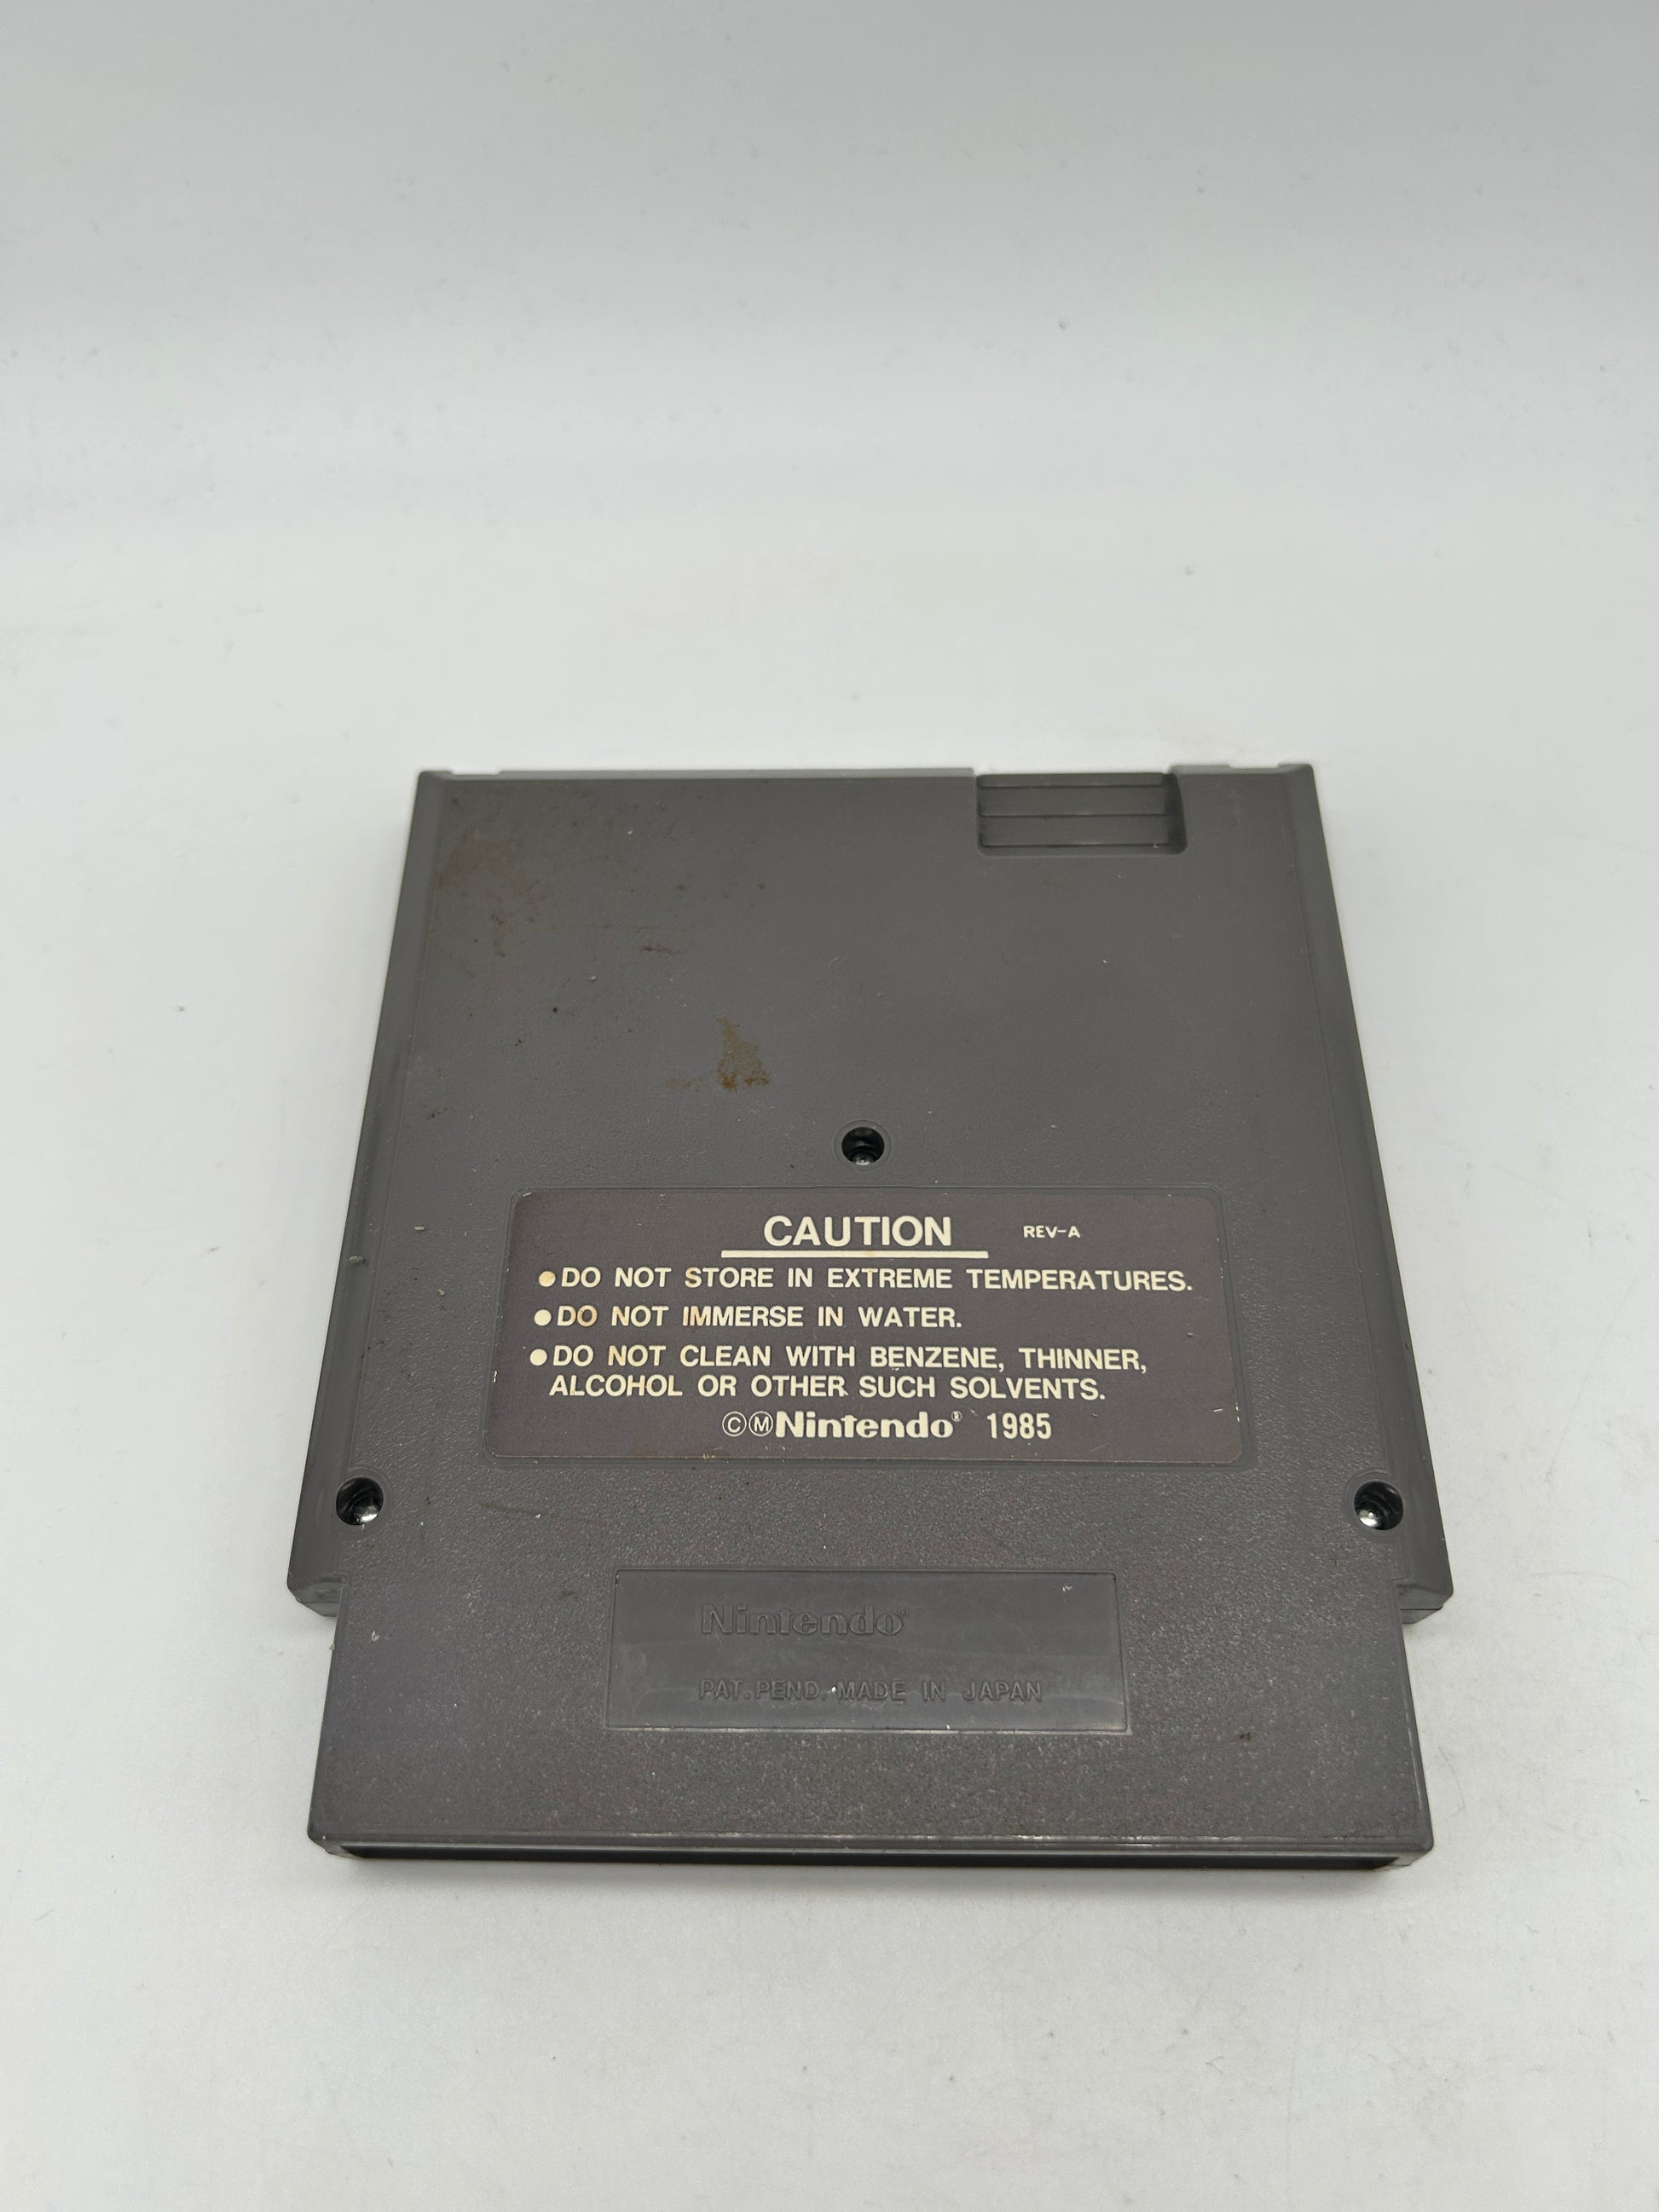 CAUTION REV-A
●DO NOT STORE IN EXTREME TEMPERATURES.
●DO NOT IMMERSE IN WATER.
●DO NOT CLEAN WITH BENZENE, THINNER,
ALCOHOL OR OTHER SUCH SOLVENTS.
ⒸⓂNintendo® 1985
Nintendo®
PAT. PEND. MADE IN JAPAN